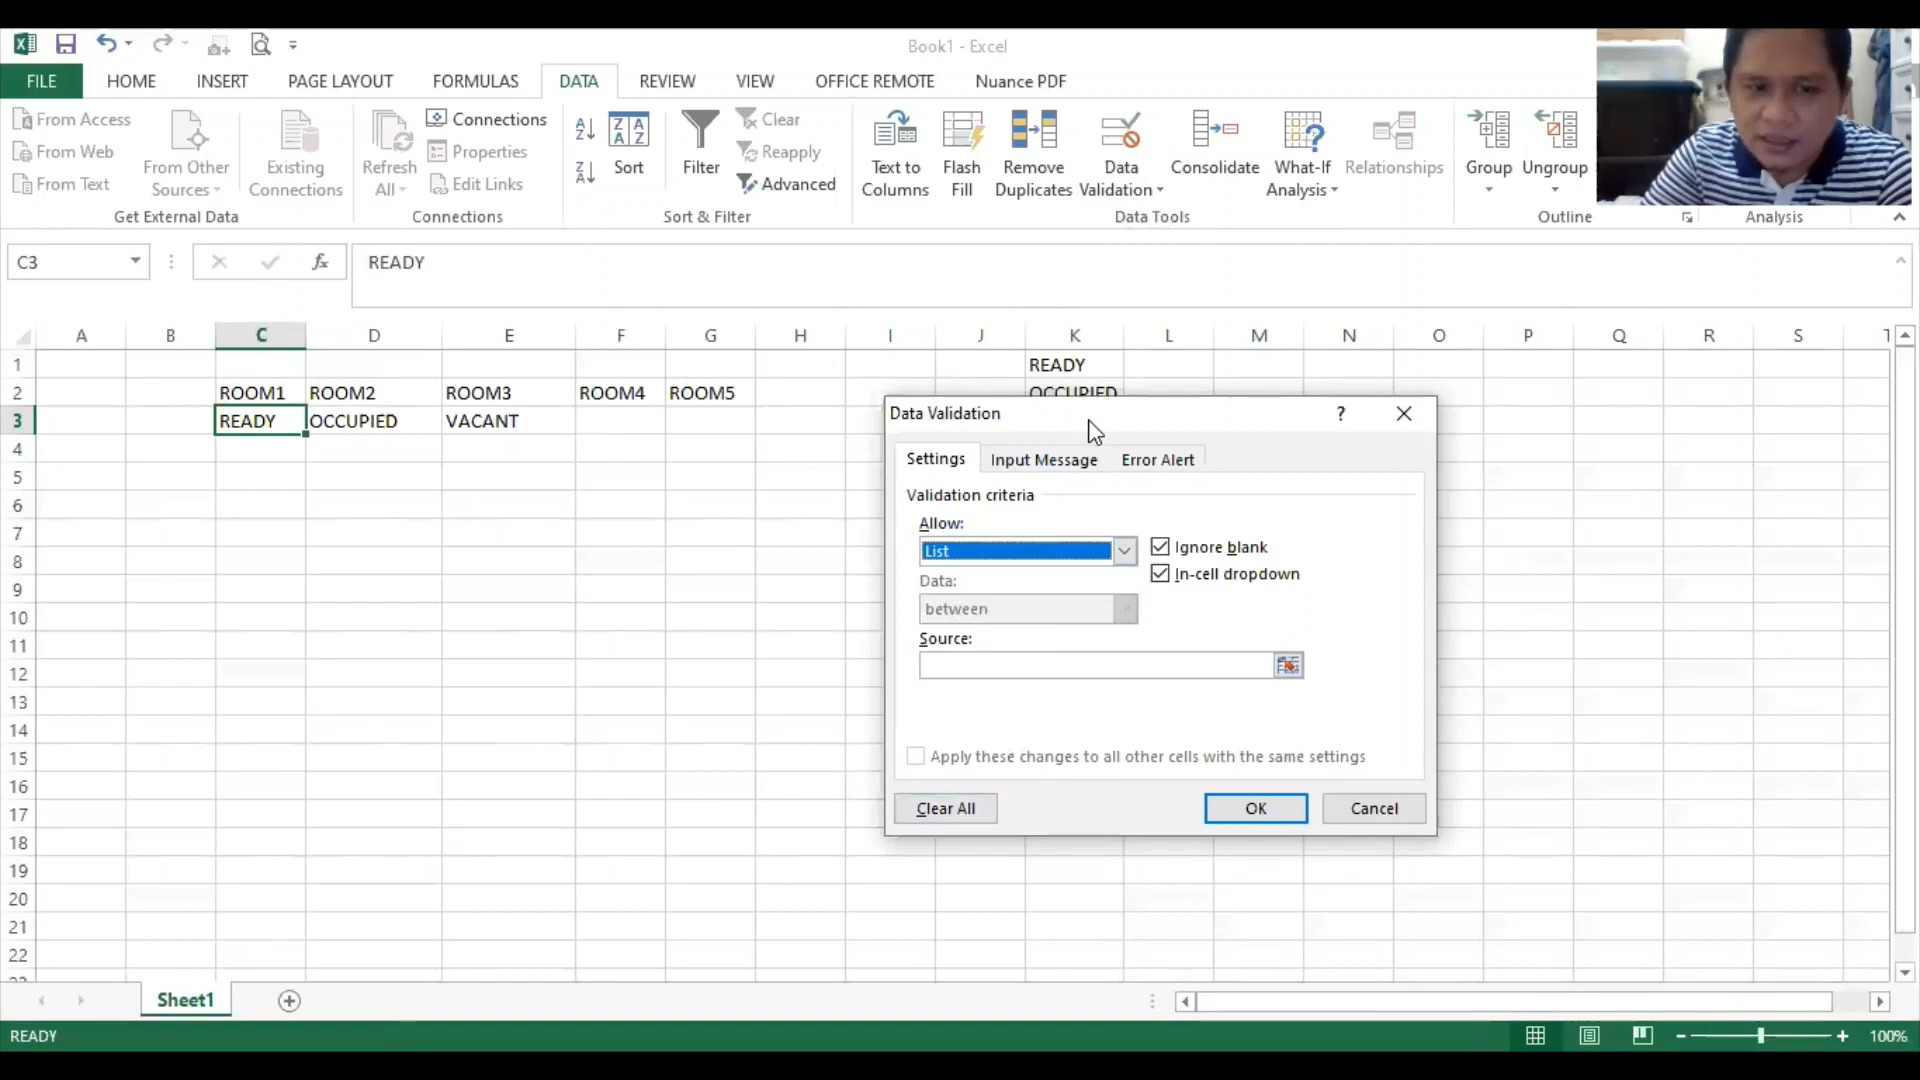 Book1 - Excel
FILE HOME INSERT PAGE LAYOUT FORMULAS DATA REVIEW VIEW OFFICE REMOTE Nuance PDF
From Access
From Web
From Text
From Other Sources
Existing Connections
Get External Data
Refresh All
Connections
Properties
Edit Links
Connections
Sort
Filter
Clear
Reapply
Advanced
Sort & Filter
Text to Columns
Flash Fill
Remove Duplicates
Data Validation
Consolidate
What-If Analysis
Relationships
Data Tools
Group
Ungroup
Outline
Analysis
C3 fx READY
A B C D E F G H I J K L M N O P Q R S T
1 READY
2 ROOM1 ROOM2 ROOM3 ROOM4 ROOM5 OCCUPIED
3 READY OCCUPIED VACANT
4
5
6
7
8
9
10
11
12
13
14
15
16
17
18
19
20
21
22
23
Data Validation ?
Settings Input Message Error Alert
Validation criteria
Allow:
List
Ignore blank
In-cell dropdown
Data:
between
Source:
Apply these changes to all other cells with the same settings
Clear All OK Cancel
Sheet1
READY 100%